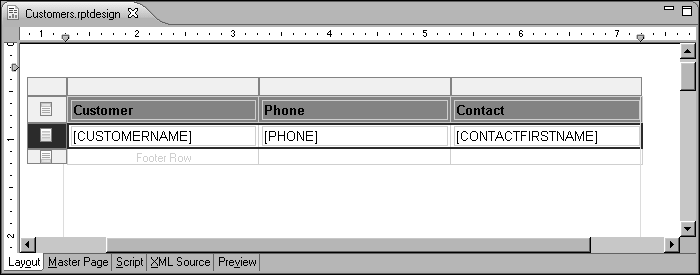 Customers.rptdesign
1 2 3 4 5 6 7
0
Customer Phone Contact
[CUSTOMERNAME] [PHONE] [CONTACTFIRSTNAME]
1
Footer Row
2
Layout Master Page Script XML Source Preview